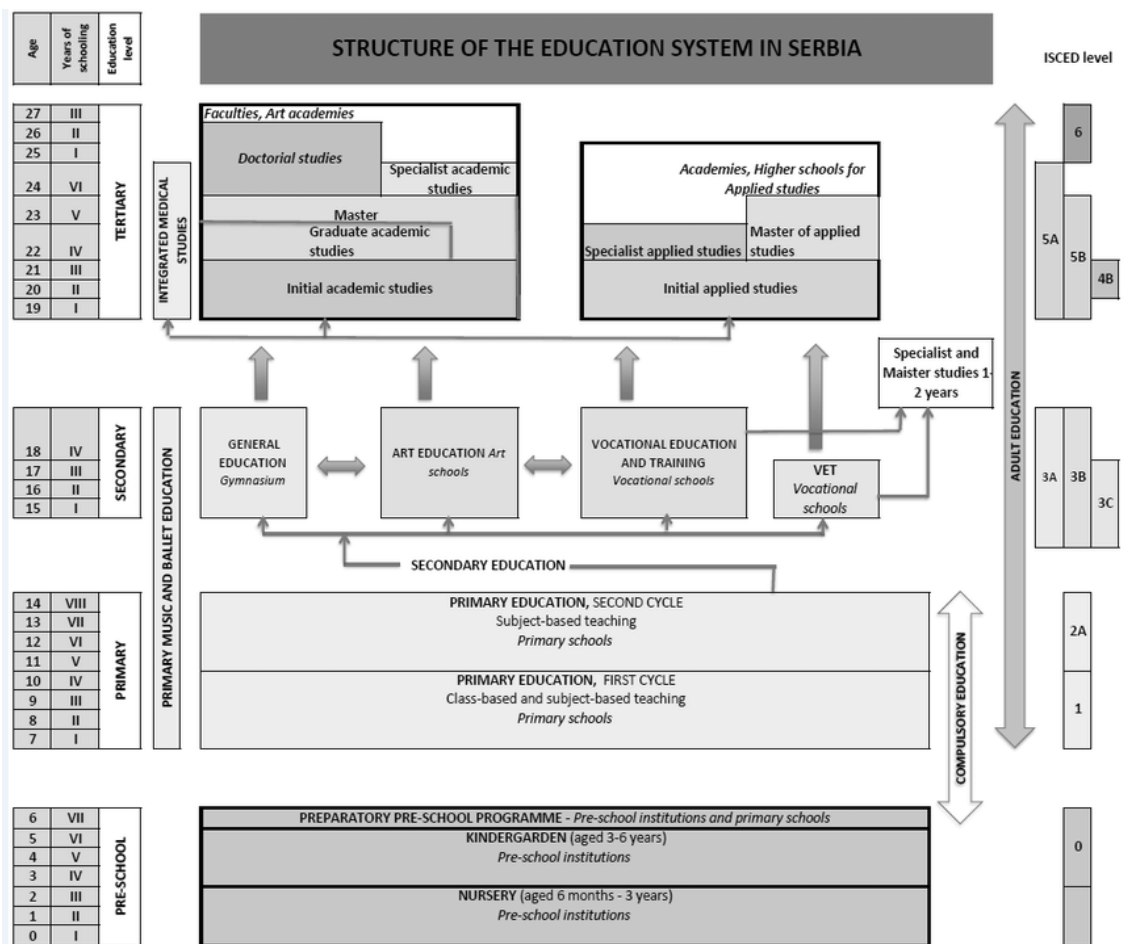 Age
Years of
schooling
Education
level
STRUCTURE OF THE EDUCATION SYSTEM IN SERBIA
ISCED level
27 III
26 II
25 I
24 VI
23 V
22 IV
21 III
20 II
19 I
TERTIARY
INTEGRATED MEDICAL
STUDIES
Faculties, Art academies
Doctorial studies
Specialist academic
studies
Master
Graduate academic
studies
Initial academic studies
Academies, Higher schools for
Applied studies
Specialist applied studies
Master of applied
studies
Initial applied studies
6
5A
5B
4B
Specialist and
Maister studies 1-
2 years
ADULT EDUCATION
18 IV
17 III
16 II
15 I
SECONDARY
PRIMARY MUSIC AND BALLET EDUCATION
GENERAL
EDUCATION
Gymnasium
ART EDUCATION Art
schools
VOCATIONAL EDUCATION
AND TRAINING
Vocational schools
VET
Vocational
schools
3A
3B
3C
SECONDARY EDUCATION
14 VIII
13 VII
12 VI
11 V
10 IV
9 III
8 II
7 I
PRIMARY
PRIMARY EDUCATION, SECOND CYCLE
Subject-based teaching
Primary schools
PRIMARY EDUCATION, FIRST CYCLE
Class-based and subject-based teaching
Primary schools
COMPULSORY EDUCATION
2A
1
6 VII
5 VI
4 V
3 IV
2 III
1 II
0 I
PRE-SCHOOL
PREPARATORY PRE-SCHOOL PROGRAMME - Pre-school institutions and primary schools
KINDERGARDEN (aged 3-6 years)
Pre-school institutions
NURSERY (aged 6 months - 3 years)
Pre-school institutions
0